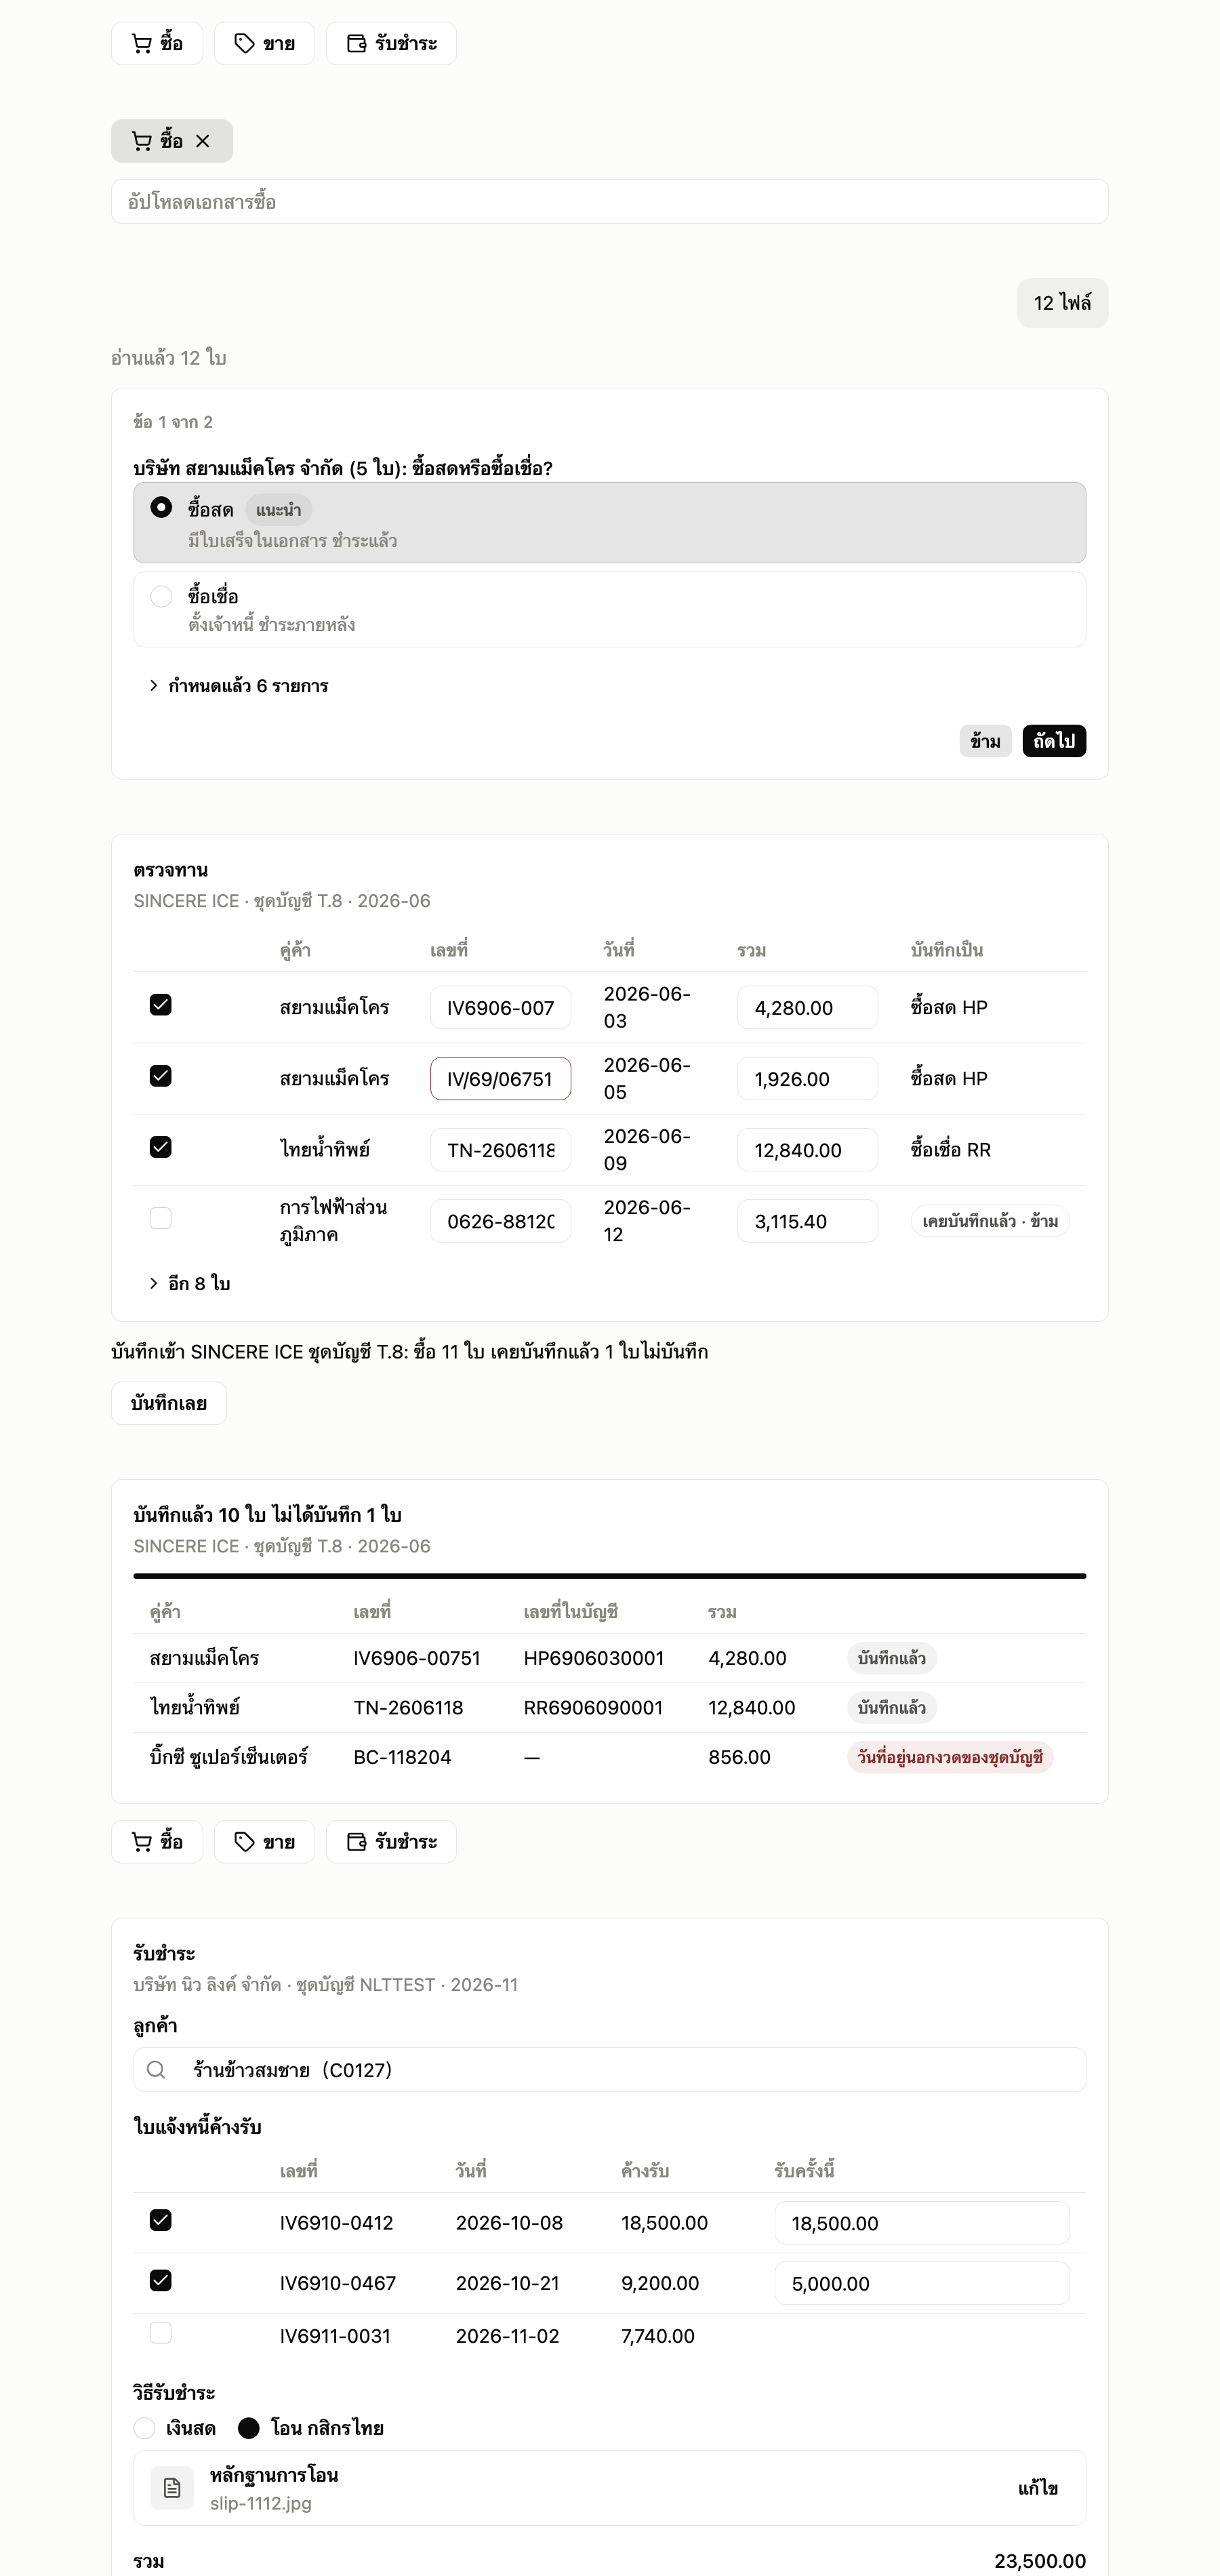 ซื้อ ขาย รับชำระ
ซื้อ
อัปโหลดเอกสารซื้อ
12 ไฟล์
อ่านแล้ว 12 ใบ
ข้อ 1 จาก 2
บริษัท สยามแม็คโคร จำกัด (5 ใบ): ซื้อสดหรือซื้อเชื่อ?
ซื้อสด แนะนำ
มีใบเสร็จในเอกสาร ชำระแล้ว
ซื้อเชื่อ
ตั้งเจ้าหนี้ ชำระภายหลัง
กำหนดแล้ว 6 รายการ
ข้าม ถัดไป
ตรวจทาน
SINCERE ICE · ชุดบัญชี T.8 · 2026-06
คู่ค้า เลขที่ วันที่ รวม บันทึกเป็น
สยามแม็คโคร IV6906-007 2026-06-03 4,280.00 ซื้อสด HP
สยามแม็คโคร IV/69/06751 2026-06-05 1,926.00 ซื้อสด HP
ไทยน้ำทิพย์ TN-2606118 2026-06-09 12,840.00 ซื้อเชื่อ RR
การไฟฟ้าส่วนภูมิภาค 0626-8812 2026-06-12 3,115.40 เคยบันทึกแล้ว · ข้าม
อีก 8 ใบ
บันทึกเข้า SINCERE ICE ชุดบัญชี T.8: ซื้อ 11 ใบ เคยบันทึกแล้ว 1 ใบไม่บันทึก
บันทึกเลย
บันทึกแล้ว 10 ใบ ไม่ได้บันทึก 1 ใบ
SINCERE ICE · ชุดบัญชี T.8 · 2026-06
คู่ค้า เลขที่ เลขที่ในบัญชี รวม
สยามแม็คโคร IV6906-00751 HP6906030001 4,280.00 บันทึกแล้ว
ไทยน้ำทิพย์ TN-2606118 RR6906090001 12,840.00 บันทึกแล้ว
บิ๊กซี ซูเปอร์เซ็นเตอร์ BC-118204 — 856.00 วันที่อยู่นอกงวดของชุดบัญชี
ซื้อ ขาย รับชำระ
รับชำระ
บริษัท นิว ลิงค์ จำกัด · ชุดบัญชี NLTTEST · 2026-11
ลูกค้า
ร้านข้าวสมชาย (C0127)
ใบแจ้งหนี้ค้างรับ
เลขที่ วันที่ ค้างรับ รับครั้งนี้
IV6910-0412 2026-10-08 18,500.00 18,500.00
IV6910-0467 2026-10-21 9,200.00 5,000.00
IV6911-0031 2026-11-02 7,740.00
วิธีรับชำระ
เงินสด โอน กสิกรไทย
หลักฐานการโอน
slip-1112.jpg
แก้ไข
รวม 23,500.00